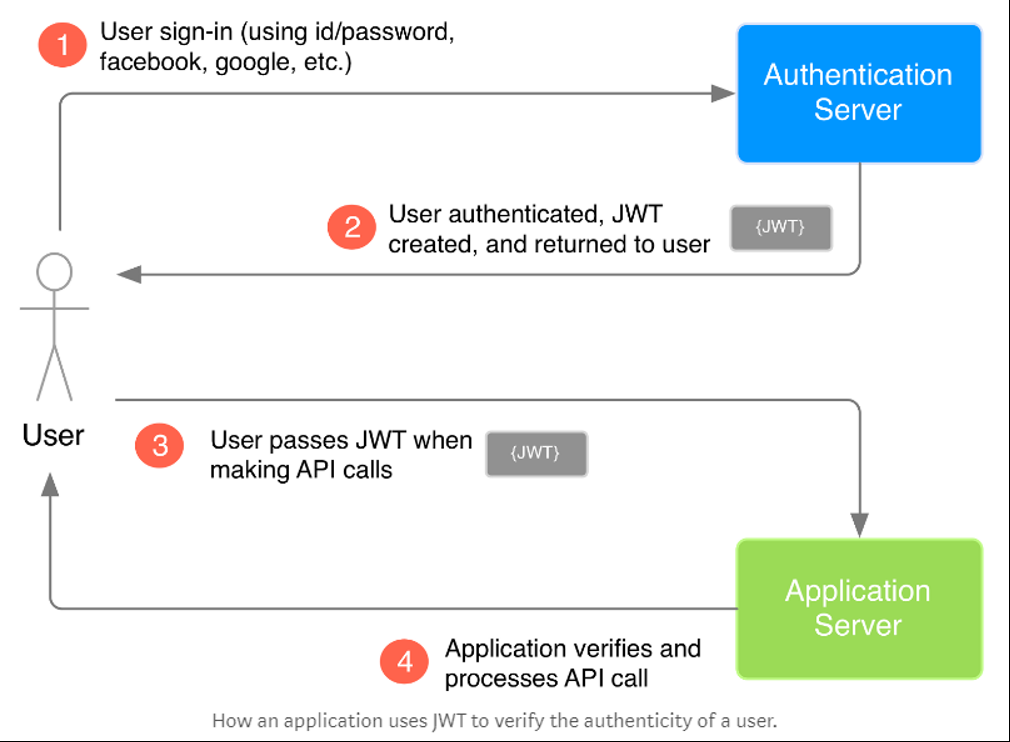 1
User sign-in (using id/password,
facebook, google, etc.)
Authentication
Server
2
User authenticated, JWT
created, and returned to user
{JWT}
User
3
User passes JWT when
making API calls
{JWT}
Application
Server
4
Application verifies and
processes API call
How an application uses JWT to verify the authenticity of a user.